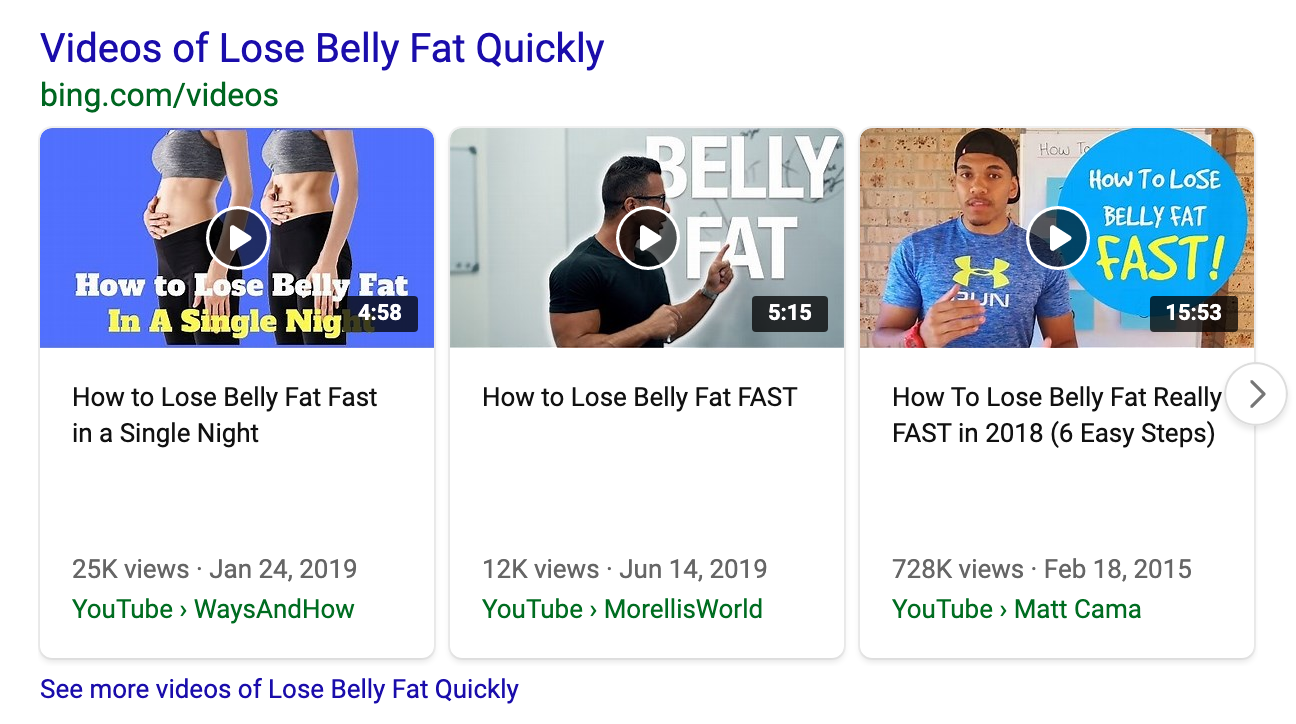 Videos of Lose Belly Fat Quickly
bing.com/videos
How to Lose Belly Fat
In A Single
4:58
How to Lose Belly Fat Fast
in a Single Night
25K views · Jan 24, 2019
YouTube › WaysAndHow
BELLY
FAT
5:15
How to Lose Belly Fat FAST
12K views · Jun 14, 2019
YouTube › MorellisWorld
How To
HOW TO LOSE
BELLY FAT
FAST!
RUN
15:53
How To Lose Belly Fat Really
FAST in 2018 (6 Easy Steps)
728K views · Feb 18, 2015
YouTube › Matt Cama
See more videos of Lose Belly Fat Quickly